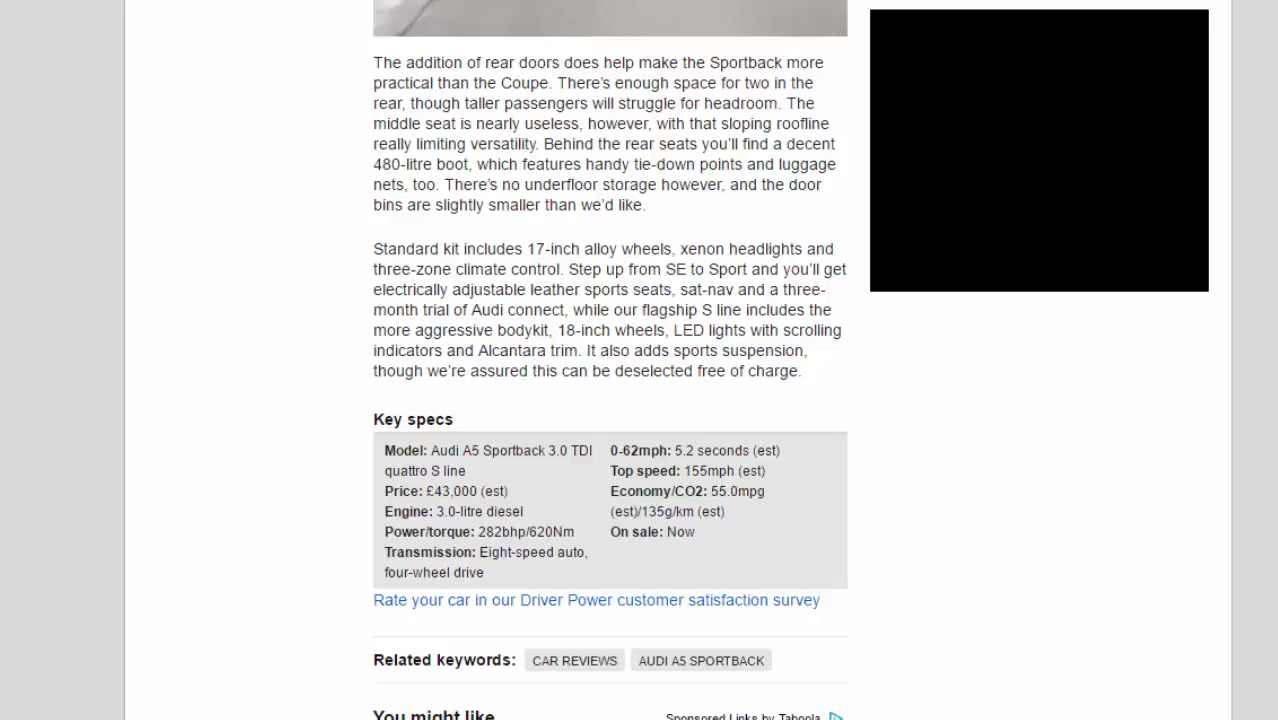 The addition of rear doors does help make the Sportback more
practical than the Coupe. There's enough space for two in the
rear, though taller passengers will struggle for headroom. The
middle seat is nearly useless, however, with that sloping roofline
really limiting versatility. Behind the rear seats you'll find a decent
480-litre boot, which features handy tie-down points and luggage
nets, too. There's no underfloor storage however, and the door
bins are slightly smaller than we'd like.
Standard kit includes 17-inch alloy wheels, xenon headlights and
three-zone climate control. Step up from SE to Sport and you'll get
electrically adjustable leather sports seats, sat-nav and a three-
month trial of Audi connect, while our flagship S line includes the
more aggressive bodykit, 18-inch wheels, LED lights with scrolling
indicators and Alcantara trim. It also adds sports suspension,
though we're assured this can be deselected free of charge.
Key specs
Model: Audi A5 Sportback 3.0 TDI
quattro S line
Price: £43,000 (est)
Engine: 3.0-litre diesel
Power/torque: 282bhp/620Nm
Transmission: Eight-speed auto,
four-wheel drive
0-62mph: 5.2 seconds (est)
Top speed: 155mph (est)
Economy/CO2: 55.0mpg
(est)/135g/km (est)
On sale: Now
Rate your car in our Driver Power customer satisfaction survey
Related keywords: CAR REVIEWS AUDI A5 SPORTBACK
You might like
Sponsored Links by Taboola